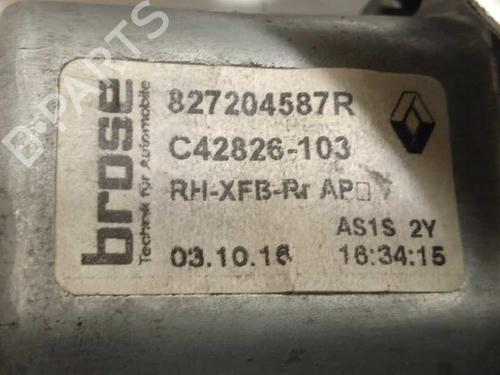 B-PARTS
brose
Technik für Automobile
827204587R
C42826-103
RH-XFB-Rr AP□ 7
AS1S 2Y
03.10.16 16:34:15